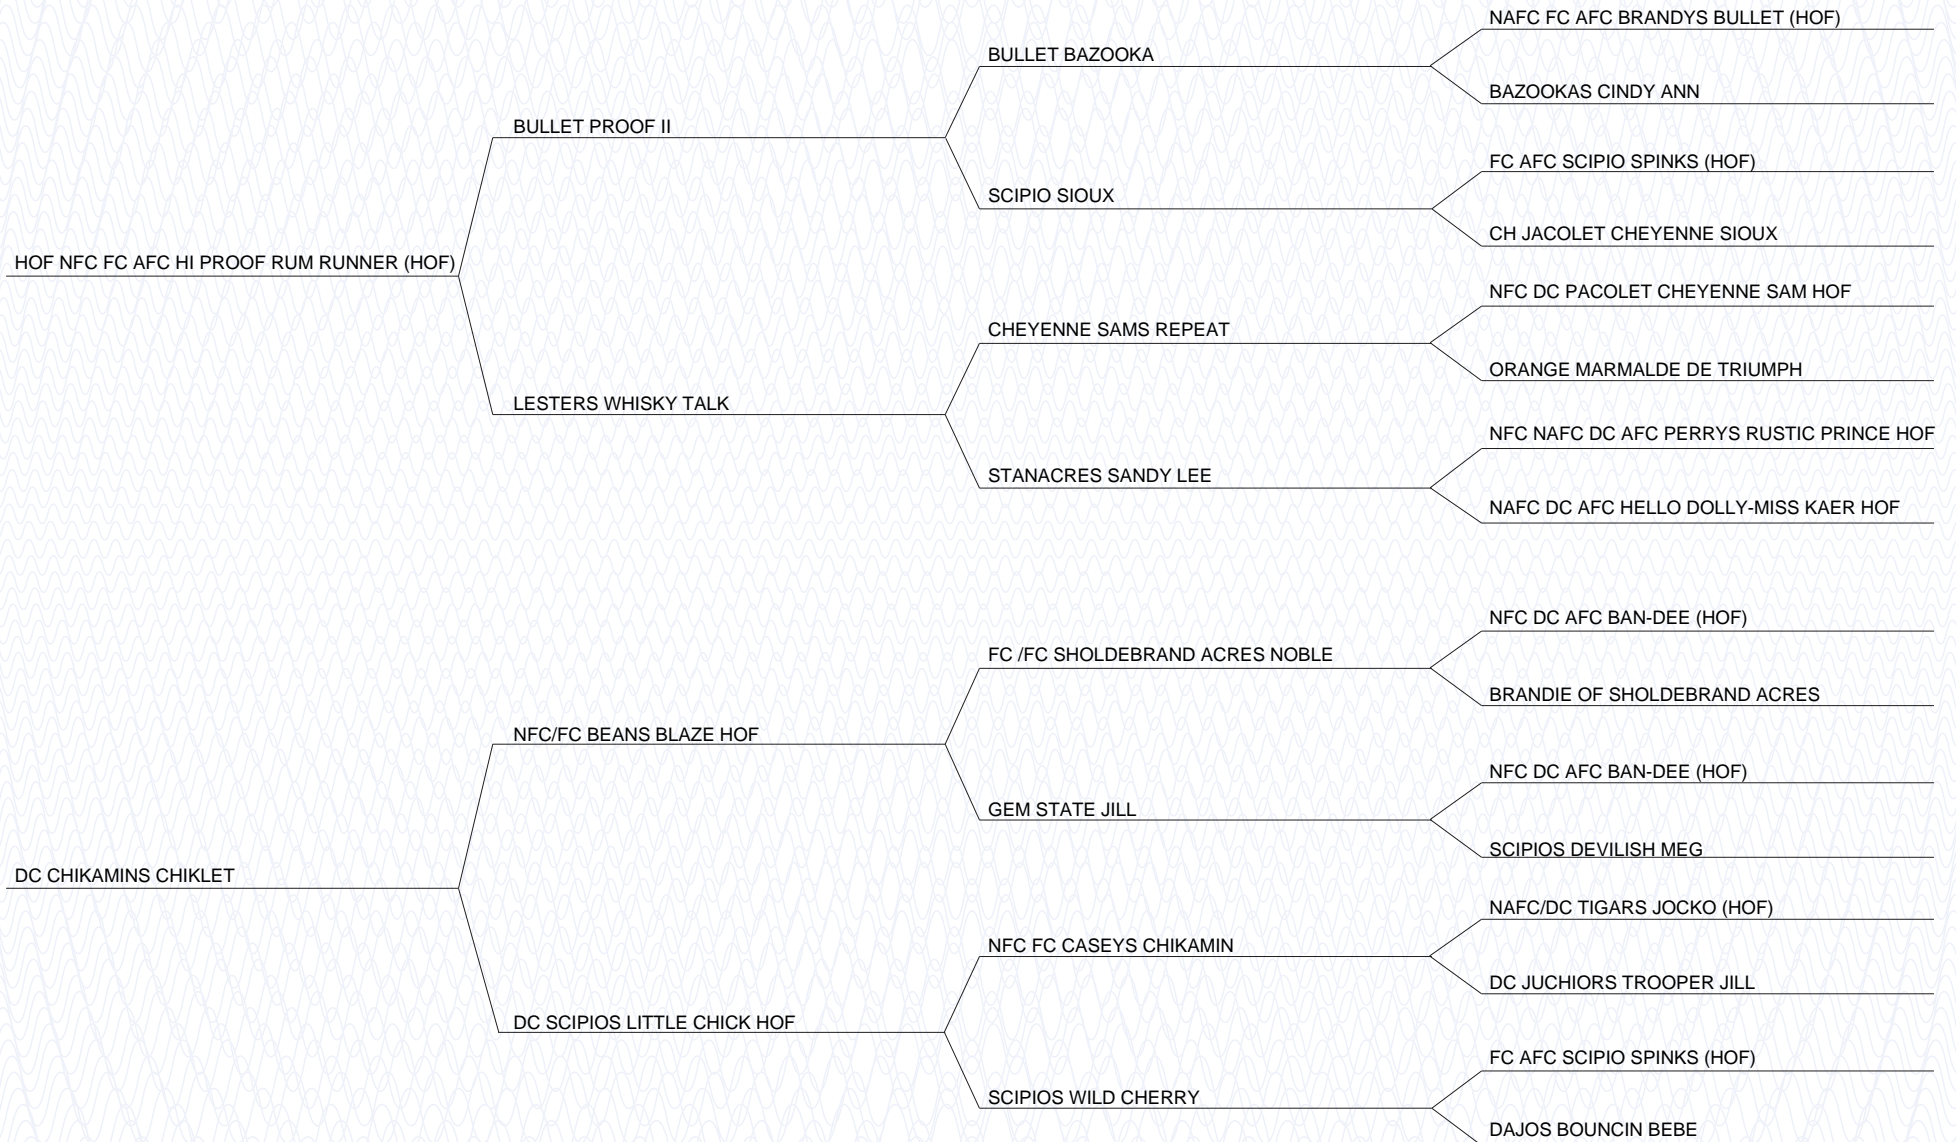 NAFC FC AFC BRANDYS BULLET (HOF)
BULLET BAZOOKA
BAZOOKAS CINDY ANN
BULLET PROOF II
FC AFC SCIPIO SPINKS (HOF)
SCIPIO SIOUX
CH JACOLET CHEYENNE SIOUX
HOF NFC FC AFC HI PROOF RUM RUNNER (HOF)
NFC DC PACOLET CHEYENNE SAM HOF
CHEYENNE SAMS REPEAT
ORANGE MARMALDE DE TRIUMPH
LESTERS WHISKY TALK
NFC NAFC DC AFC PERRYS RUSTIC PRINCE HOF
STANACRES SANDY LEE
NAFC DC AFC HELLO DOLLY-MISS KAER HOF
NFC DC AFC BAN-DEE (HOF)
FC /FC SHOLDEBRAND ACRES NOBLE
BRANDIE OF SHOLDEBRAND ACRES
NFC/FC BEANS BLAZE HOF
NFC DC AFC BAN-DEE (HOF)
GEM STATE JILL
SCIPIOS DEVILISH MEG
DC CHIKAMINS CHIKLET
NAFC/DC TIGARS JOCKO (HOF)
NFC FC CASEYS CHIKAMIN
DC JUCHIORS TROOPER JILL
DC SCIPIOS LITTLE CHICK HOF
FC AFC SCIPIO SPINKS (HOF)
SCIPIOS WILD CHERRY
DAJOS BOUNCIN BEBE